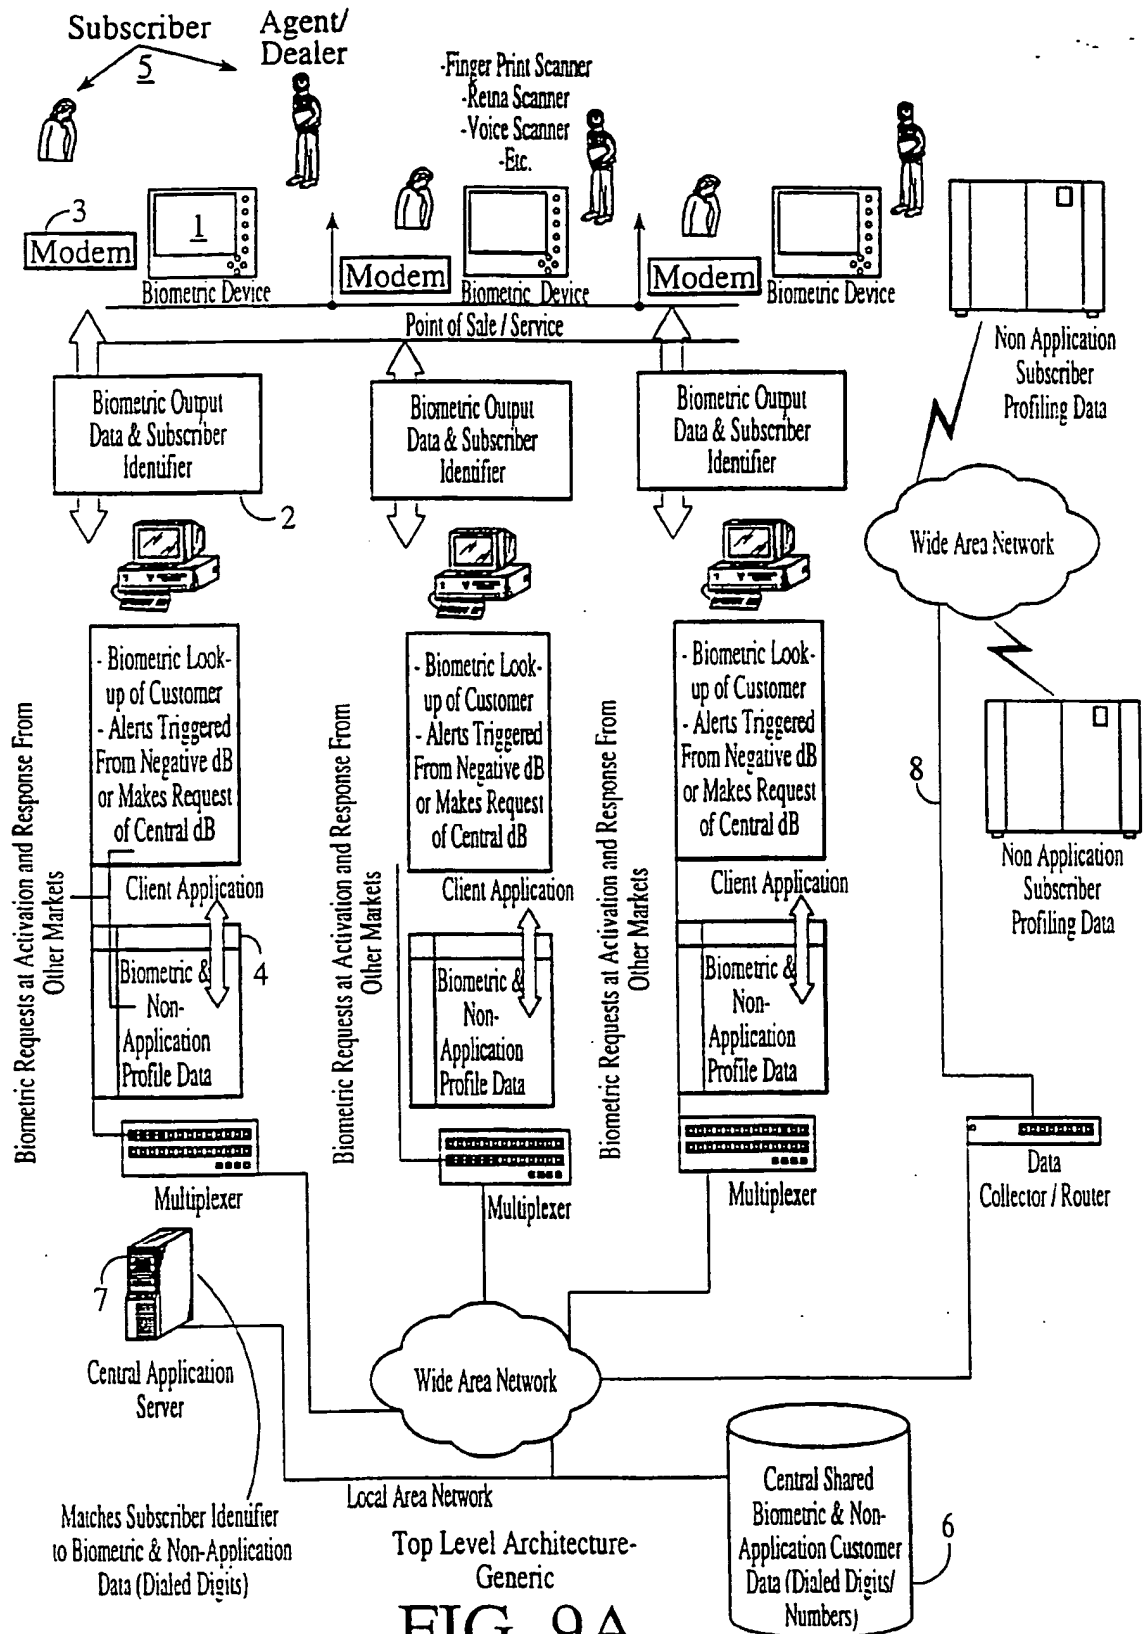 Subscriber
5
Agent/
Dealer
-Finger Print Scanner
-Retina Scanner
-Voice Scanner
-Etc.
3
Modem
1
Biometric Device
Modem
Biometric Device
Modem
Biometric Device
Point of Sale / Service
Non Application
Subscriber
Profiling Data
Biometric Output
Data & Subscriber
Identifier
2
Biometric Output
Data & Subscriber
Identifier
Biometric Output
Data & Subscriber
Identifier
Wide Area Network
Biometric Requests at Activation and Response From
Other Markets
- Biometric Look-
up of Customer
- Alerts Triggered
From Negative dB
or Makes Request
of Central dB
Client Application
4
Biometric &
Non-
Application
Profile Data
Multiplexer
Biometric Requests at Activation and Response From
Other Markets
- Biometric Look-
up of Customer
- Alerts Triggered
From Negative dB
or Makes Request
of Central dB
Client Application
Biometric &
Non-
Application
Profile Data
Multiplexer
Biometric Requests at Activation and Response From
Other Markets
- Biometric Look-
up of Customer
- Alerts Triggered
From Negative dB
or Makes Request
of Central dB
Client Application
Biometric &
Non-
Application
Profile Data
Multiplexer
8
Non Application
Subscriber
Profiling Data
Data
Collector / Router
7
Central Application
Server
Wide Area Network
Local Area Network
Matches Subscriber Identifier
to Biometric & Non-Application
Data (Dialed Digits)
Central Shared
Biometric & Non-
Application Customer
Data (Dialed Digits/
Numbers)
6
Top Level Architecture-
Generic
FIG. 9A